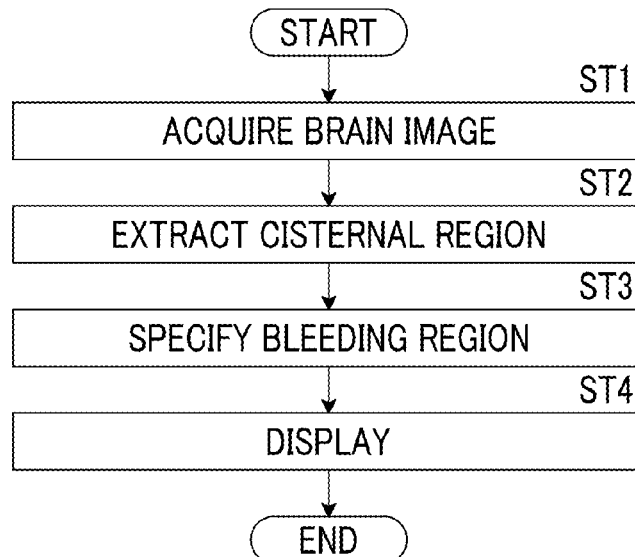 START
ST1
ACQUIRE BRAIN IMAGE
ST2
EXTRACT CISTERNAL REGION
ST3
SPECIFY BLEEDING REGION
ST4
DISPLAY
END